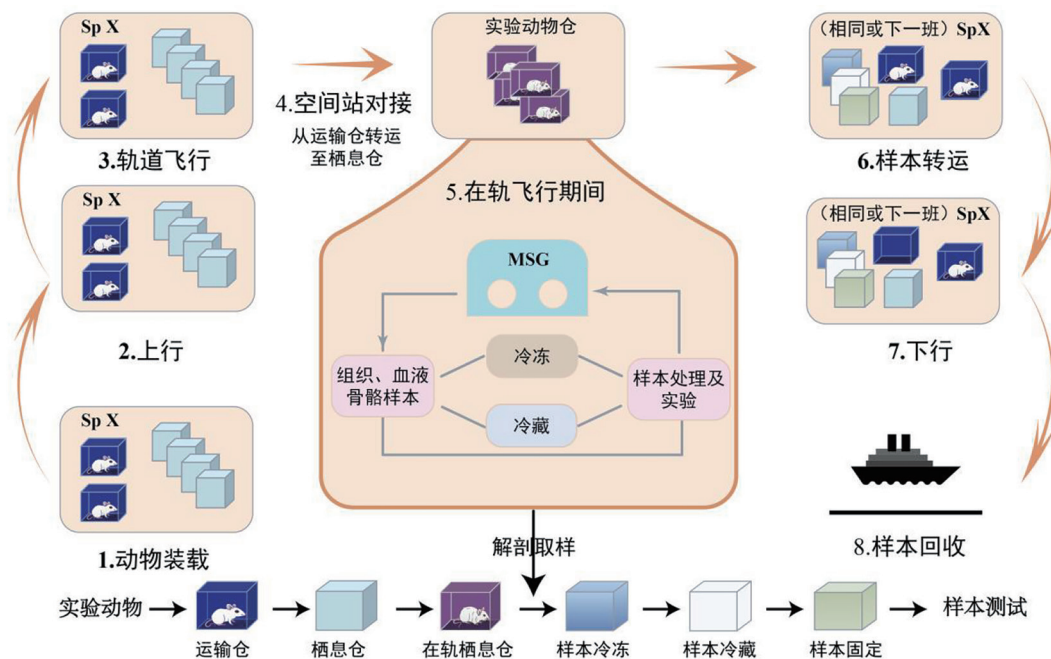 Sp X
3.轨道飞行
4.空间站对接
从运输仓转运
至栖息仓
实验动物仓
(相同或下一班) SpX
6.样本转运
Sp X
2.上行
5.在轨飞行期间
MSG
冷冻
组织、血液
骨骼样本
样本处理及
实验
冷藏
(相同或下一班) SpX
7.下行
Sp X
1.动物装载
8.样本回收
解剖取样
实验动物
运输仓
栖息仓
在轨栖息仓
样本冷冻
样本冷藏
样本固定
样本测试